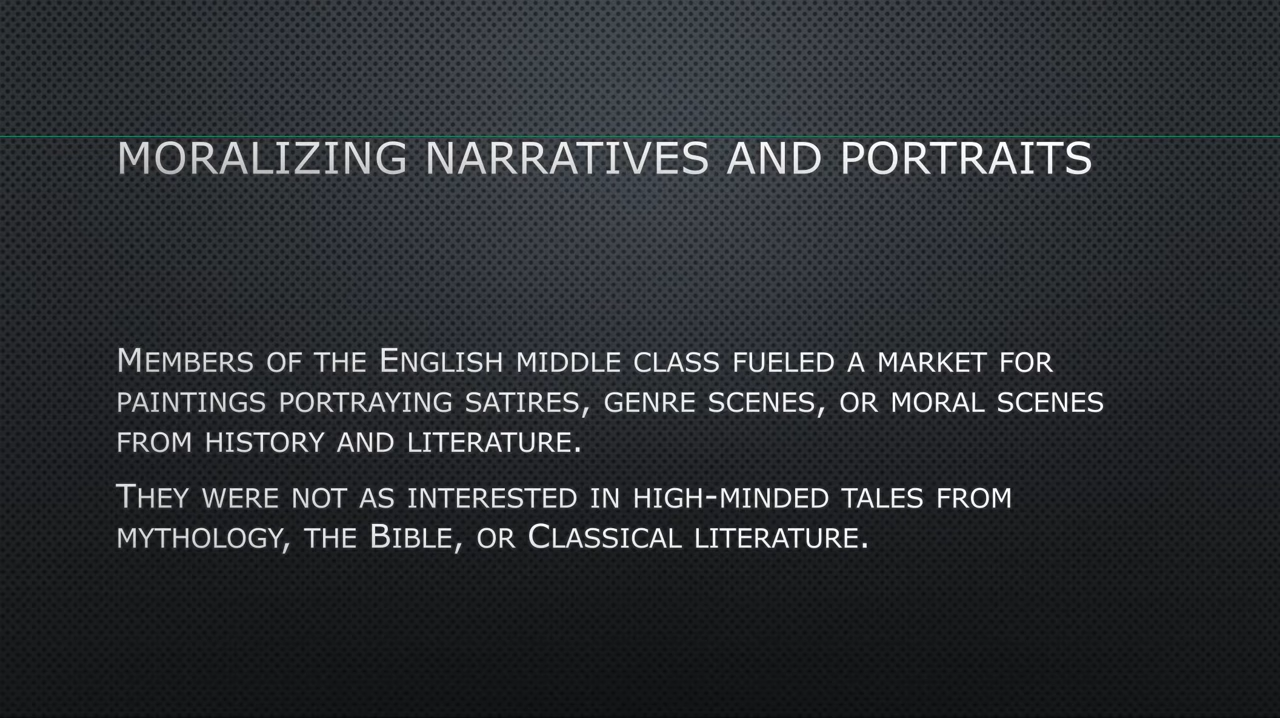 MORALIZING NARRATIVES AND PORTRAITS
MEMBERS OF THE ENGLISH MIDDLE CLASS FUELED A MARKET FOR
PAINTINGS PORTRAYING SATIRES, GENRE SCENES, OR MORAL SCENES
FROM HISTORY AND LITERATURE.
THEY WERE NOT AS INTERESTED IN HIGH-MINDED TALES FROM
MYTHOLOGY, THE BIBLE, OR CLASSICAL LITERATURE.